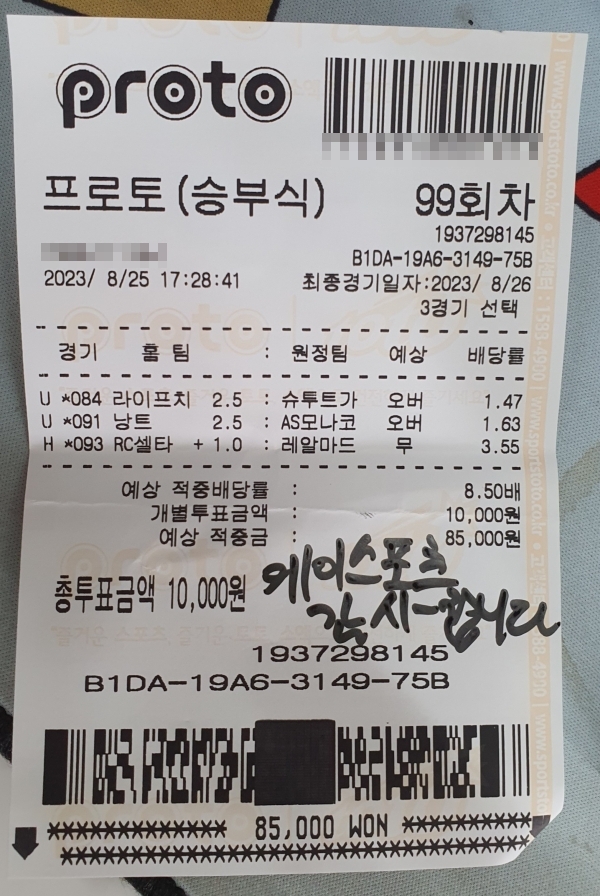 proto
프로토(승부식) 99회차
1937298145
B1DA-19A6-3149-75B
2023/ 8/25 17:28:41 최종경기일자:2023/ 8/26
3경기 선택
경기 홈 팀 : 원정팀 예상 배당률
U *084 라이프치 2.5 : 슈투트가 오버 1.47
U *091 낭트 2.5 : AS모나코 오버 1.63
H *093 RC셀타 + 1.0 : 레알마드 무 3.55
예상 적중배당률 : 8.50배
개별투표금액 : 10,000원
예상 적중금 : 85,000원
총투표금액 10,000원
케이스포츠
감사합니다
1937298145
B1DA-19A6-3149-75B
85,000 WON
www.sportstoto.co.kr